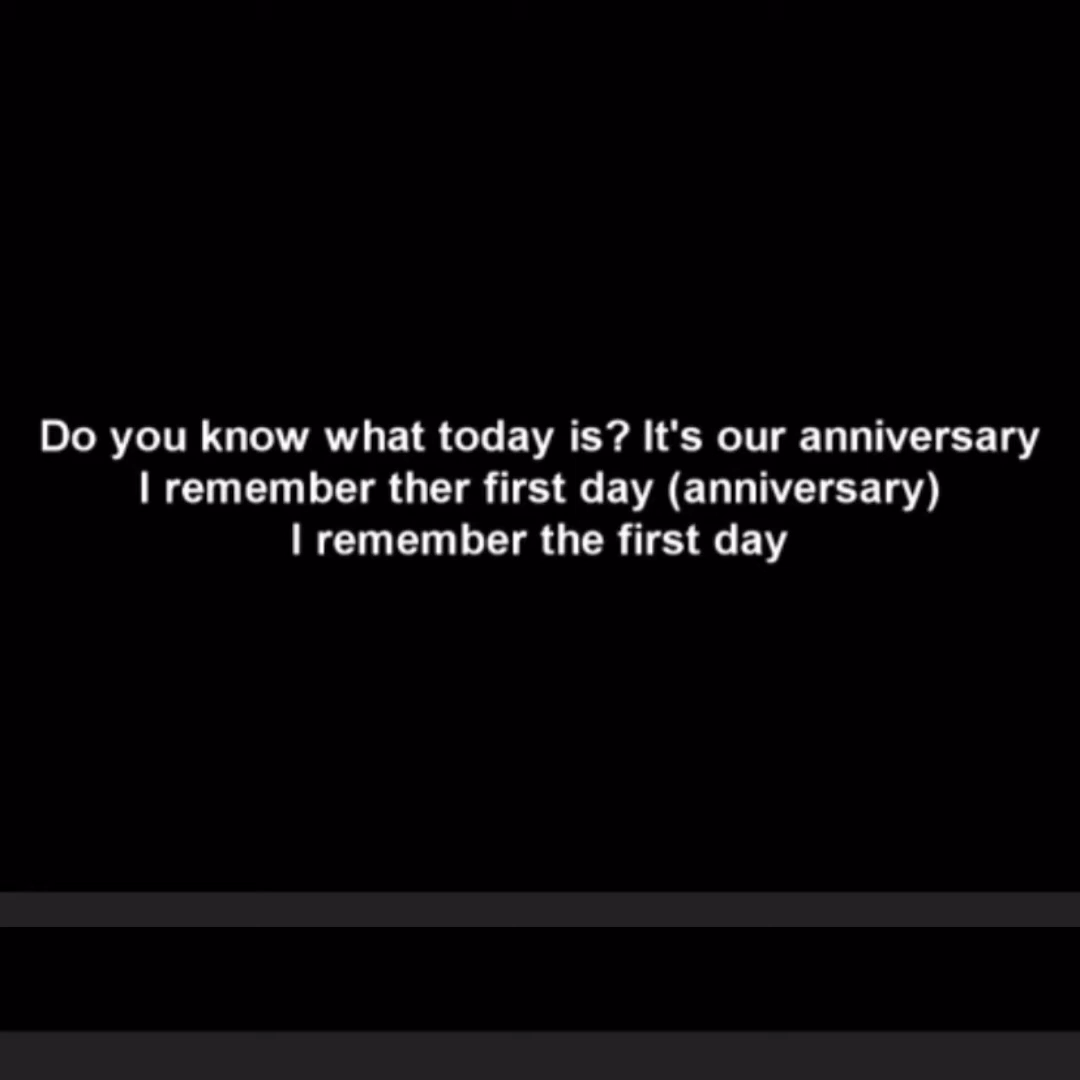 Do you know what today is? It's our anniversary
I remember ther first day (anniversary)
I remember the first day